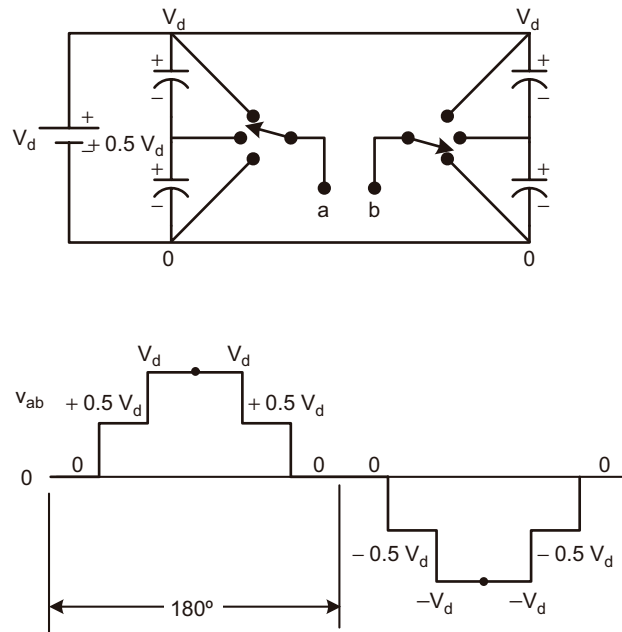 V_d V_d
+ + +
− −
V_d + + 0.5 V_d
−
+ +
− −
a b
0 0
V_d V_d
v_ab + 0.5 V_d + 0.5 V_d
0 0 0 0 0
− 0.5 V_d − 0.5 V_d
−V_d −V_d
180º